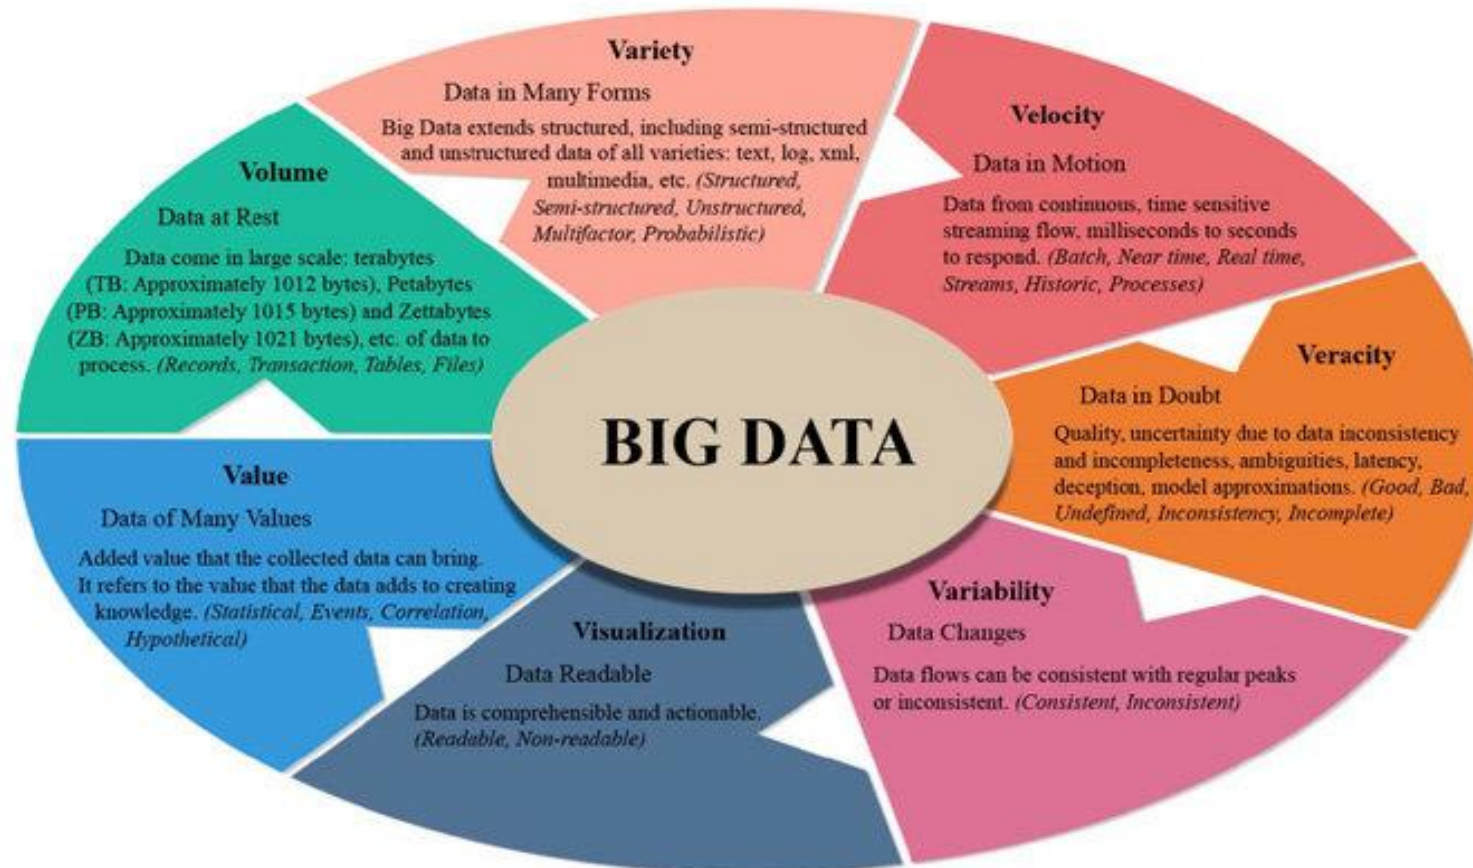 Variety
Data in Many Forms
Big Data extends structured, including semi-structured
and unstructured data of all varieties: text, log, xml,
multimedia, etc. (Structured,
Semi-structured, Unstructured,
Multifactor, Probabilistic)
Velocity
Data in Motion
Data from continuous, time sensitive
streaming flow, milliseconds to seconds
to respond. (Batch, Near time, Real time,
Streams, Historic, Processes)
Veracity
Data in Doubt
Quality, uncertainty due to data inconsistency
and incompleteness, ambiguities, latency,
deception, model approximations. (Good, Bad,
Undefined, Inconsistency, Incomplete)
Variability
Data Changes
Data flows can be consistent with regular peaks
or inconsistent. (Consistent, Inconsistent)
Visualization
Data Readable
Data is comprehensible and actionable.
(Readable, Non-readable)
Value
Data of Many Values
Added value that the collected data can bring.
It refers to the value that the data adds to creating
knowledge. (Statistical, Events, Correlation,
Hypothetical)
Volume
Data at Rest
Data come in large scale: terabytes
(TB: Approximately 1012 bytes), Petabytes
(PB: Approximately 1015 bytes) and Zettabytes
(ZB: Approximately 1021 bytes), etc. of data to
process. (Records, Transaction, Tables, Files)
BIG DATA